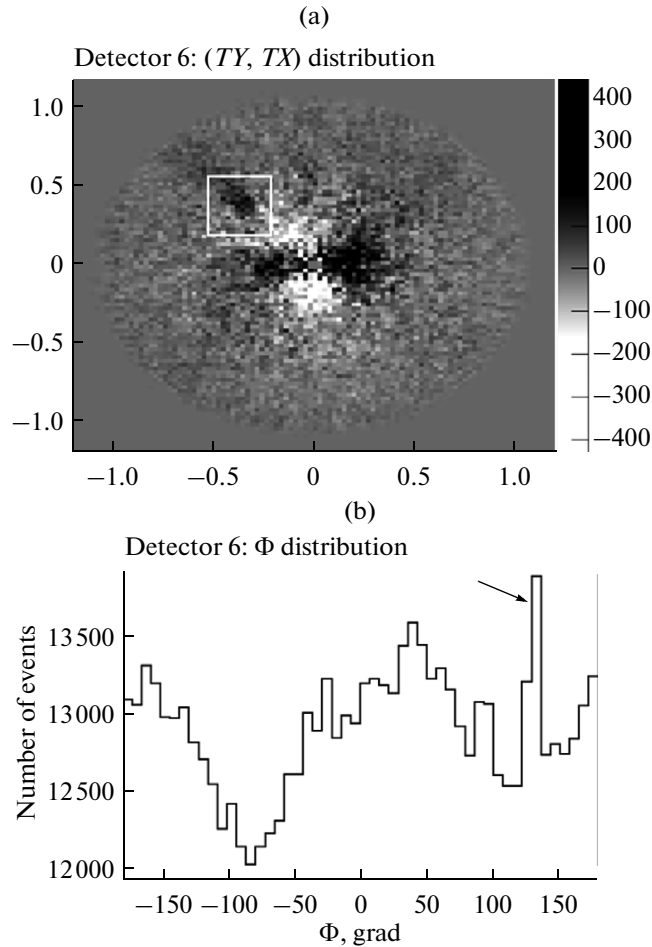 (a)
Detector 6: (TY, TX) distribution
1.0
0.5
0
−0.5
−1.0
−1.0 −0.5 0 0.5 1.0
400
300
200
100
0
−100
−200
−300
−400
(b)
Detector 6: Φ distribution
Number of events
13 500
13 000
12 500
12 000
−150 −100 −50 0 50 100 150
Φ, grad